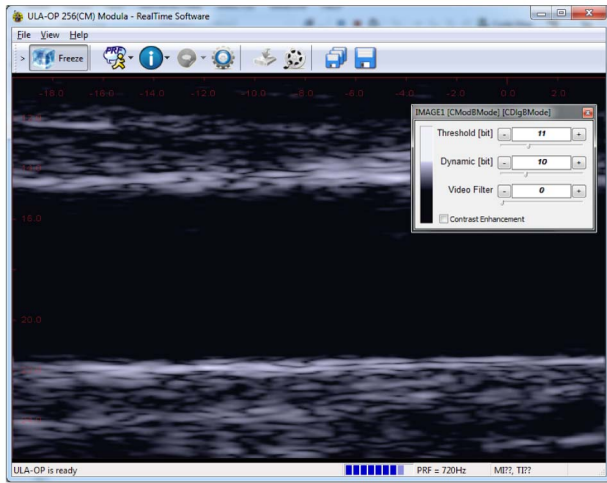 ULA-OP 256(CM) Modula - RealTime Software
File View Help
> Freeze PRF
-18.0 -16.0 -14.0 -12.0 -10.0 -8.0 -6.0 -4.0 -2.0 0.0 2.0
IMAGE1 [CModBMode] [CDlgBMode]
Threshold [bit] - 11 +
Dynamic [bit] - 10 +
Video Filter - 0 +
Contrast Enhancement
16.0
20.0
ULA-OP is ready PRF = 720Hz MI??, TI??